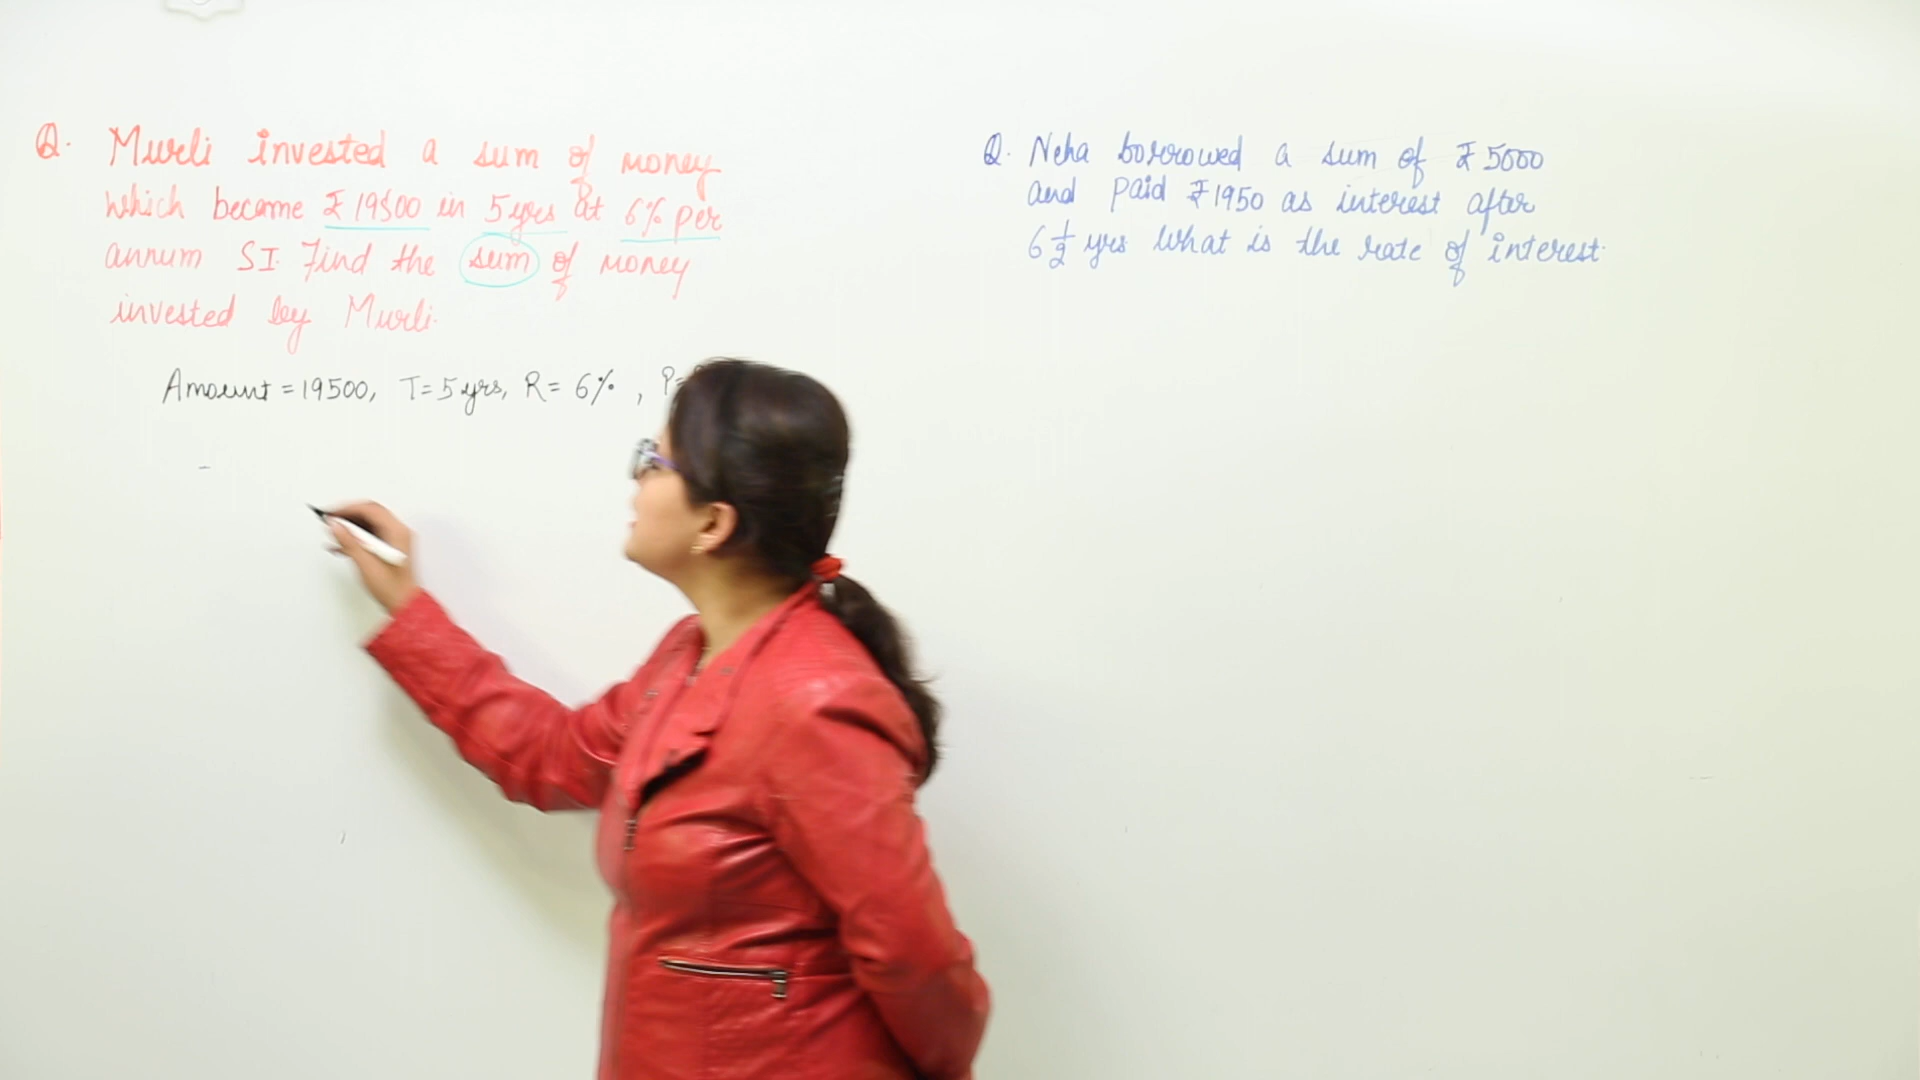 Q. Murli invested a sum of money
which become ₹ 19500 in 5 yrs at 6% per
annum SI. Find the sum of money
invested by Murli.
Amount = 19500, T = 5 yrs, R = 6% , P =
Q. Neha borrowed a sum of ₹ 5000
and paid ₹ 1950 as interest after
6 1/2 yrs What is the rate of interest.